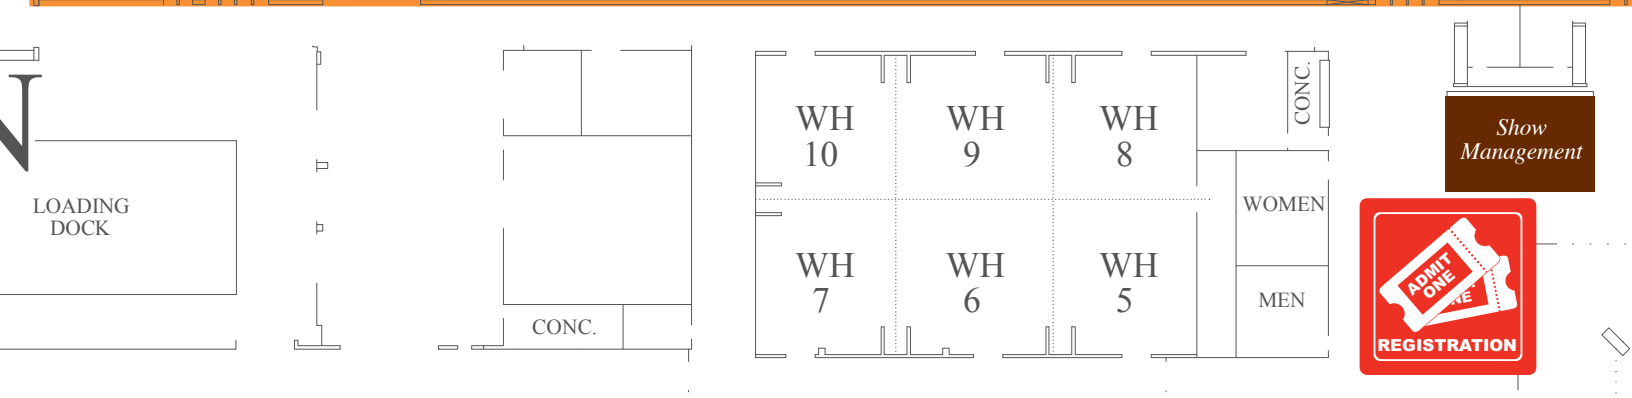 N
LOADING
DOCK
CONC.
WH
10
WH
9
WH
8
WH
7
WH
6
WH
5
CONC.
WOMEN
MEN
Show
Management
ADMIT
ONE
NE
REGISTRATION